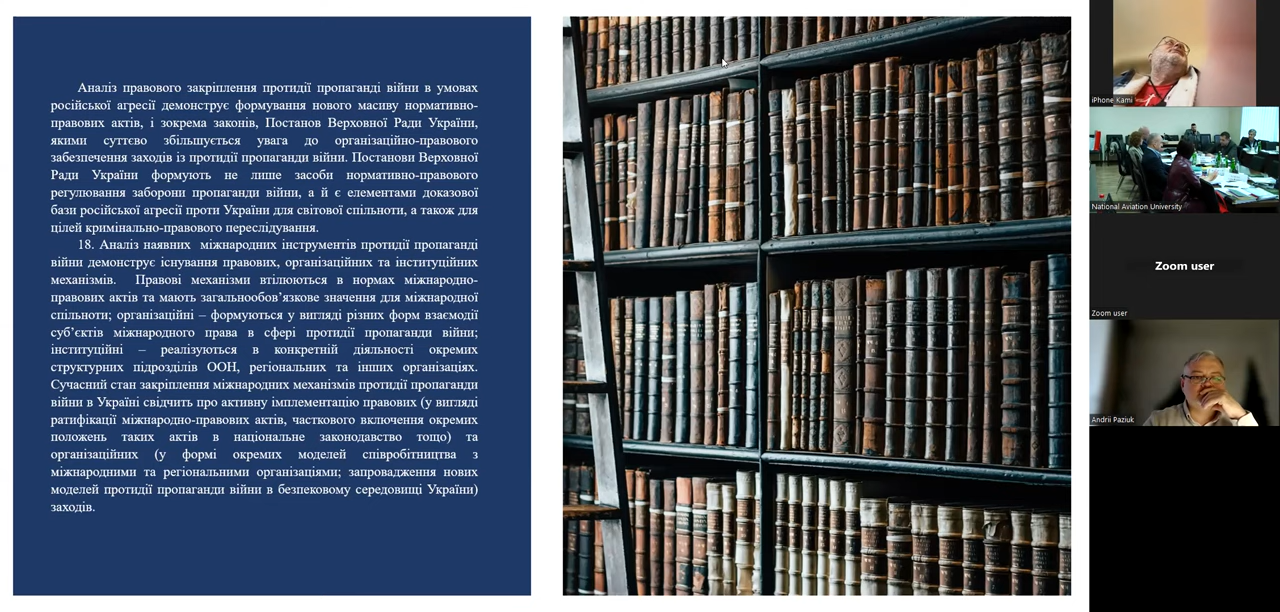 Аналіз правового закріплення протидії пропаганді війни в умовах
російської агресії демонструє формування нового масиву нормативно-
правових актів, і зокрема законів, Постанов Верховної Ради України,
якими суттєво збільшується увага до організаційно-правового
забезпечення заходів із протидії пропаганди війни. Постанови Верховної
Ради України формують не лише засоби нормативно-правового
регулювання заборони пропаганди війни, а й є елементами доказової
бази російської агресії проти України для світової спільноти, а також для
цілей кримінально-правового переслідування.
18. Аналіз наявних міжнародних інструментів протидії пропаганді
війни демонструє існування правових, організаційних та інституційних
механізмів. Правові механізми втілюються в нормах міжнародно-
правових актів та мають загальнообов’язкове значення для міжнародної
спільноти; організаційні – формуються у вигляді різних форм взаємодії
суб’єктів міжнародного права в сфері протидії пропаганди війни;
інституційні – реалізуються в конкретній діяльності окремих
структурних підрозділів ООН, регіональних та інших організаціях.
Сучасний стан закріплення міжнародних механізмів протидії пропаганди
війни в Україні свідчить про активну імплементацію правових (у вигляді
ратифікації міжнародно-правових актів, часткового включення окремих
положень таких актів в національне законодавство тощо) та
організаційних (у формі окремих моделей співробітництва з
міжнародними та регіональними організаціями; запровадження нових
моделей протидії пропаганди війни в безпековому середовищі України)
заходів.
iPhone Kami
National Aviation University
Zoom user
Zoom user
Andrii Paziuk